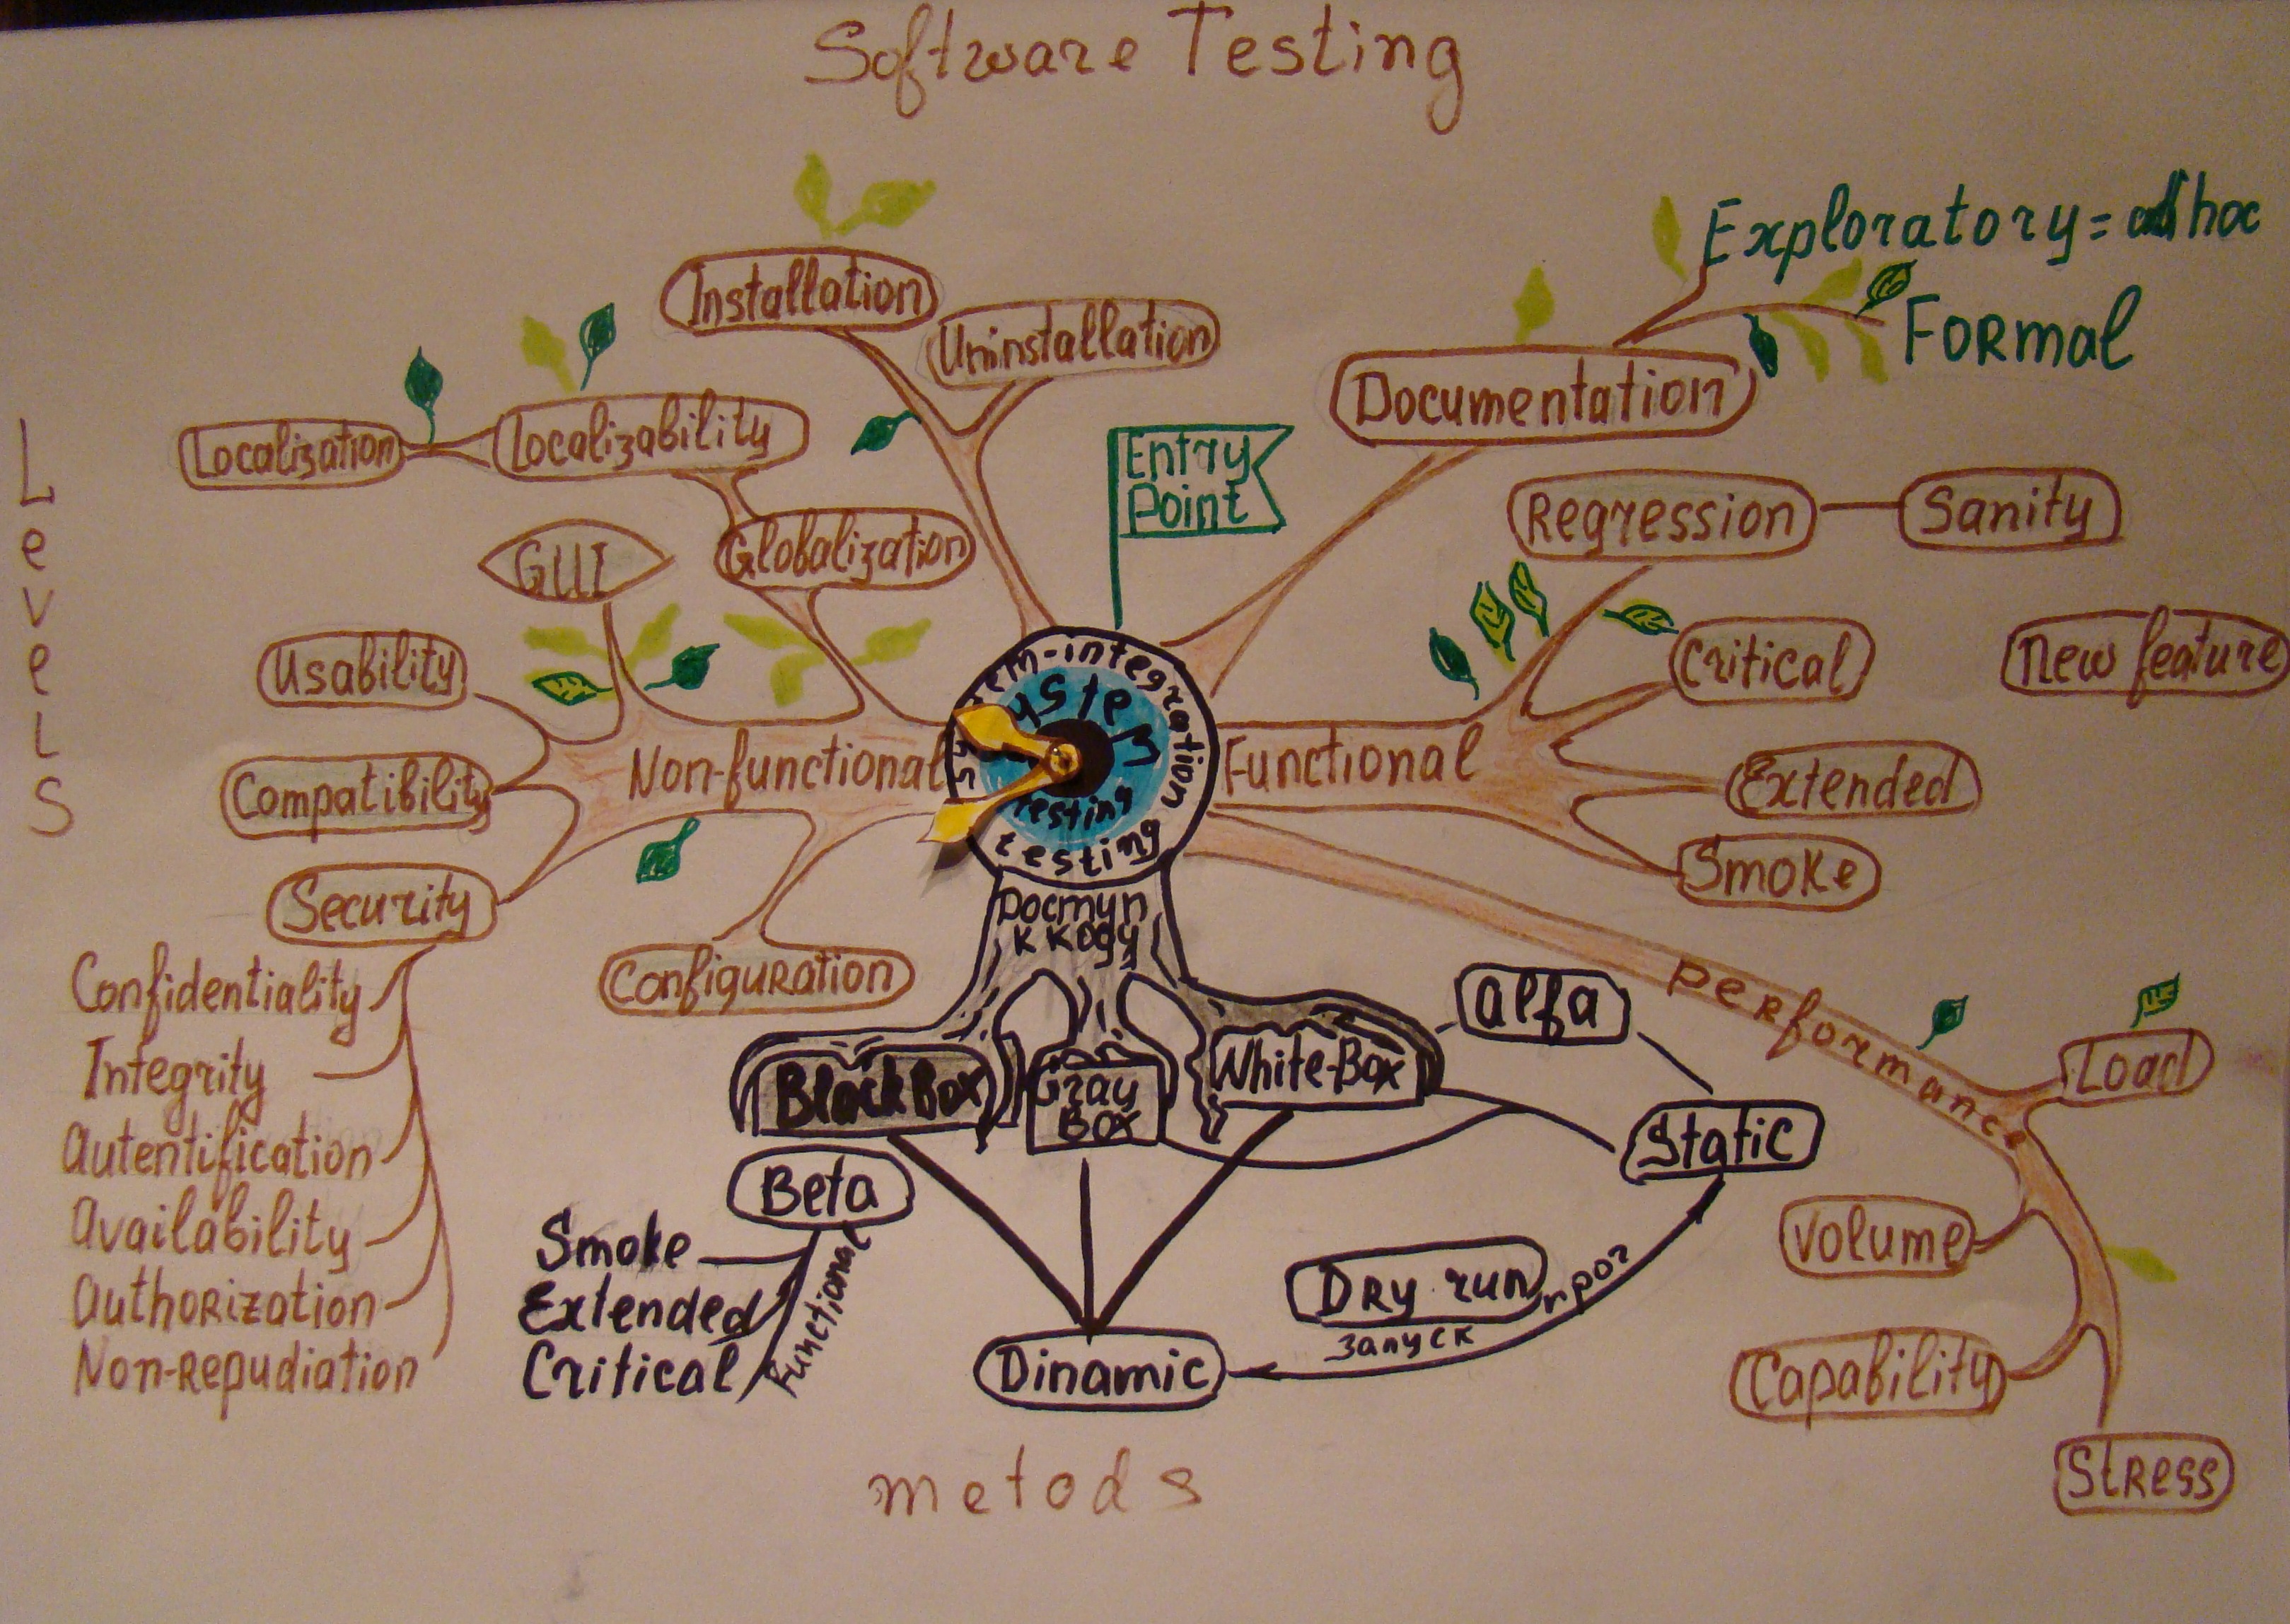 Software Testing
Exploratory = ad hoc
Formal
Installation
Uninstallation
Documentation
Localization
Localizability
Entry
Point
Regression
Sanity
GUI
Globalization
Levels
Usability
Critical
New feature
System-integration
testing
System
testing
Non-functional
Functional
Compatibility
Extended
Security
Smoke
Доступ
к коду
Configuration
Performance
Confidentiality
Integrity
Autentification
Availability
Authorization
Non-Repudiation
Alfa
Load
Black Box
Gray
Box
White-Box
Static
Beta
Volume
Smoke
Extended
Critical
Functional
Dry run
прог
запуск
Dinamic
Capability
Stress
metods